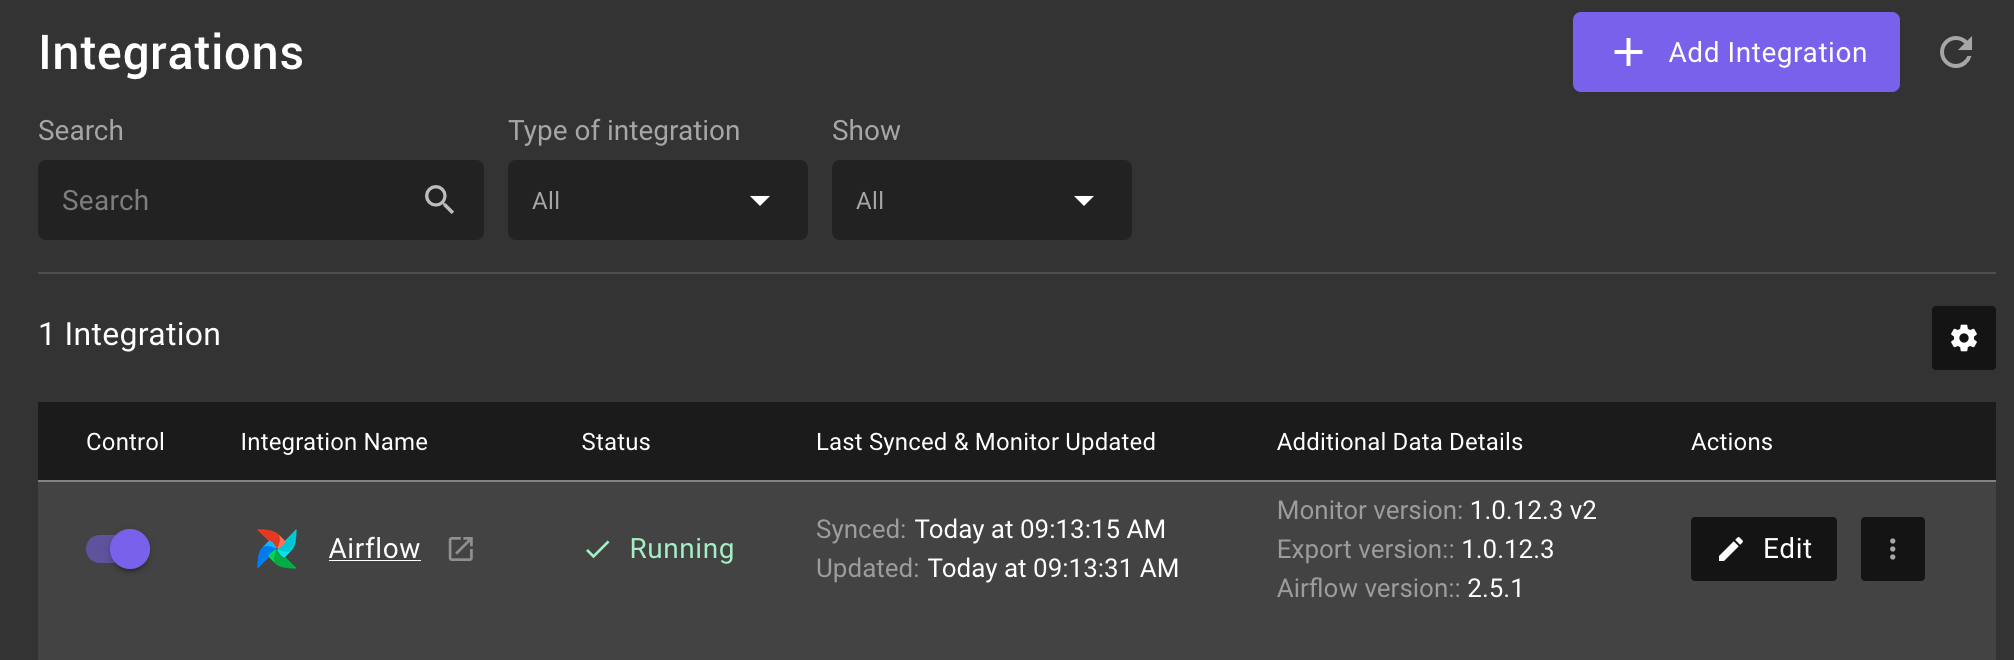 Integrations
Add Integration
Search
Type of integration
Show
Search
All
All
1 Integration
Control
Integration Name
Status
Last Synced & Monitor Updated
Additional Data Details
Actions
Airflow
Running
Synced: Today at 09:13:15 AM
Updated: Today at 09:13:31 AM
Monitor version: 1.0.12.3 v2
Export version:: 1.0.12.3
Airflow version:: 2.5.1
Edit